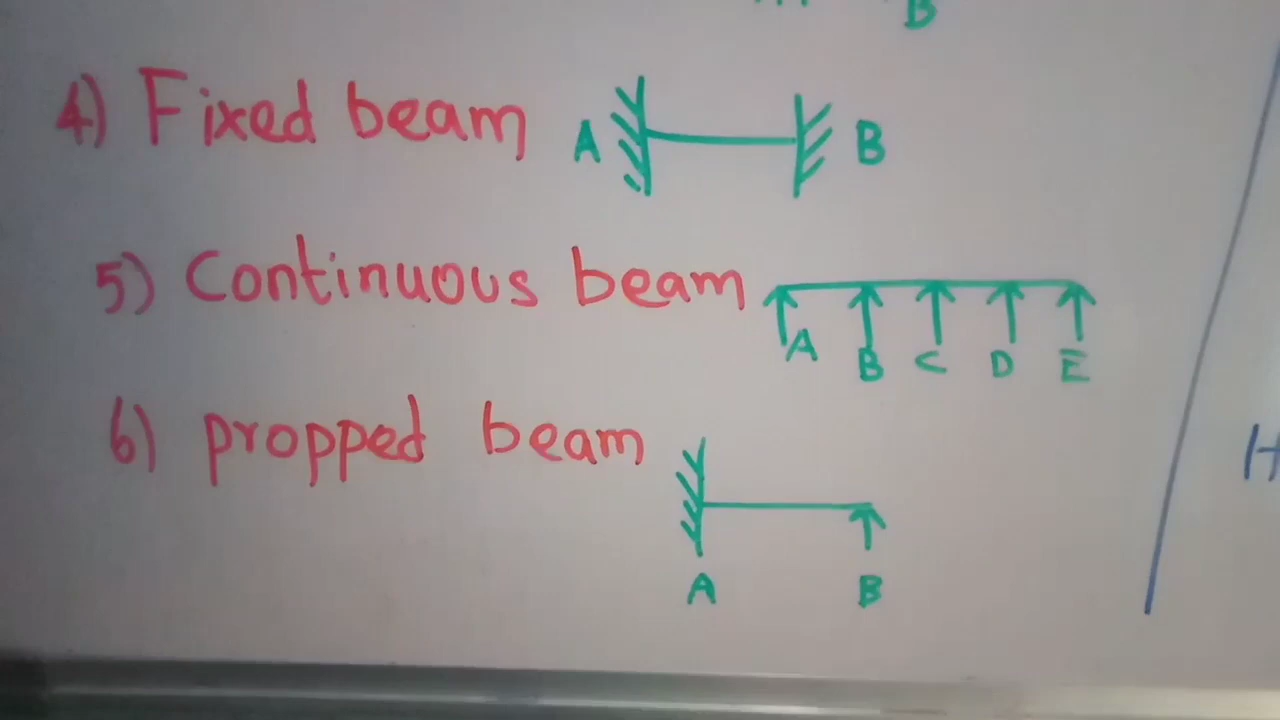 B
4) Fixed beam A B
5) Continuous beam A B C D E
6) propped beam
A B
H